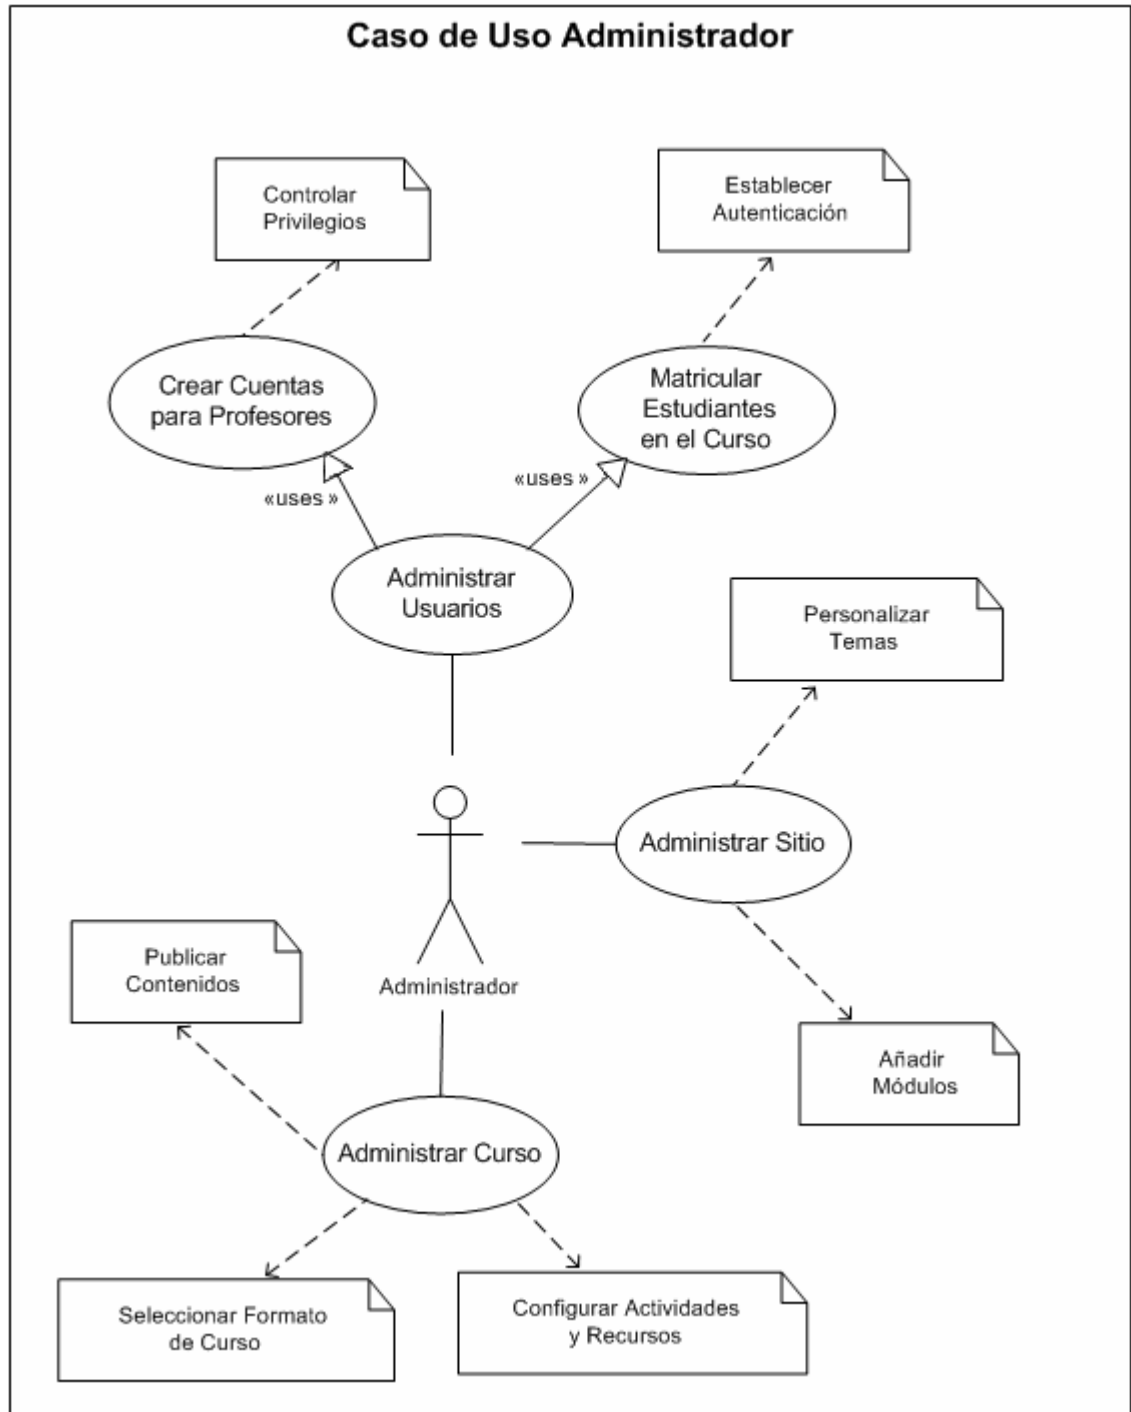 Caso de Uso Administrador
Controlar
Privilegios
Establecer
Autenticación
Crear Cuentas
para Profesores
Matricular
Estudiantes
en el Curso
«uses »
«uses »
Administrar
Usuarios
Personalizar
Temas
Administrar Sitio
Publicar
Contenidos
Administrador
Añadir
Módulos
Administrar Curso
Seleccionar Formato
de Curso
Configurar Actividades
y Recursos